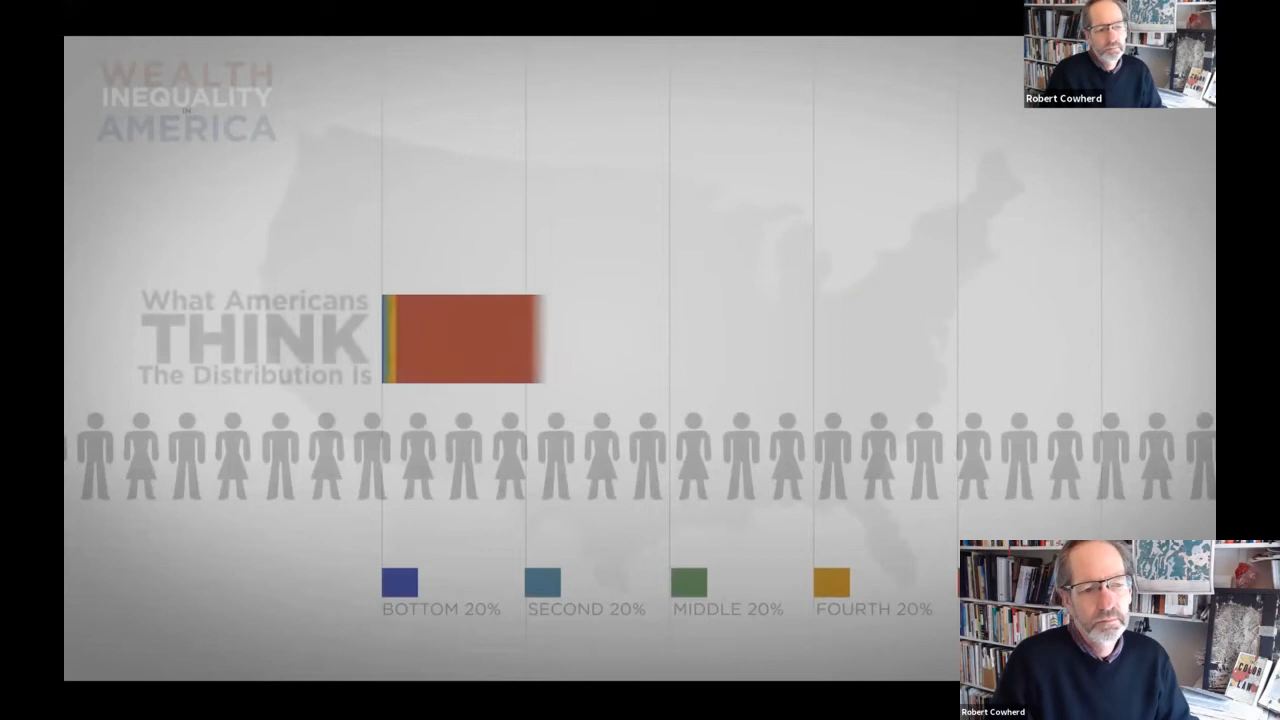 WEALTH
INEQUALITY
IN
AMERICA
Robert Cowherd
What Americans
THINK
The Distribution Is
BOTTOM 20%
SECOND 20%
MIDDLE 20%
FOURTH 20%
Robert Cowherd